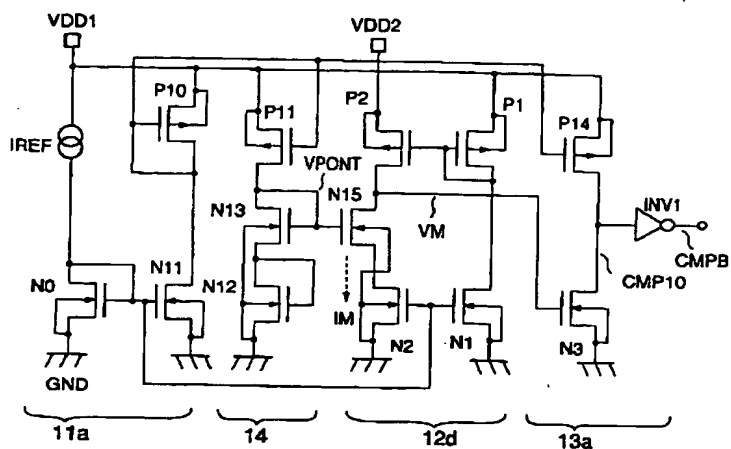 VDD1
VDD2
P10
P11
P2
P1
P14
IREF
VPONT
INV1
N13
N15
VM
CMPB
N0
N11
N12
IM
N2
N1
CMP10
N3
GND
11a
14
12d
13a